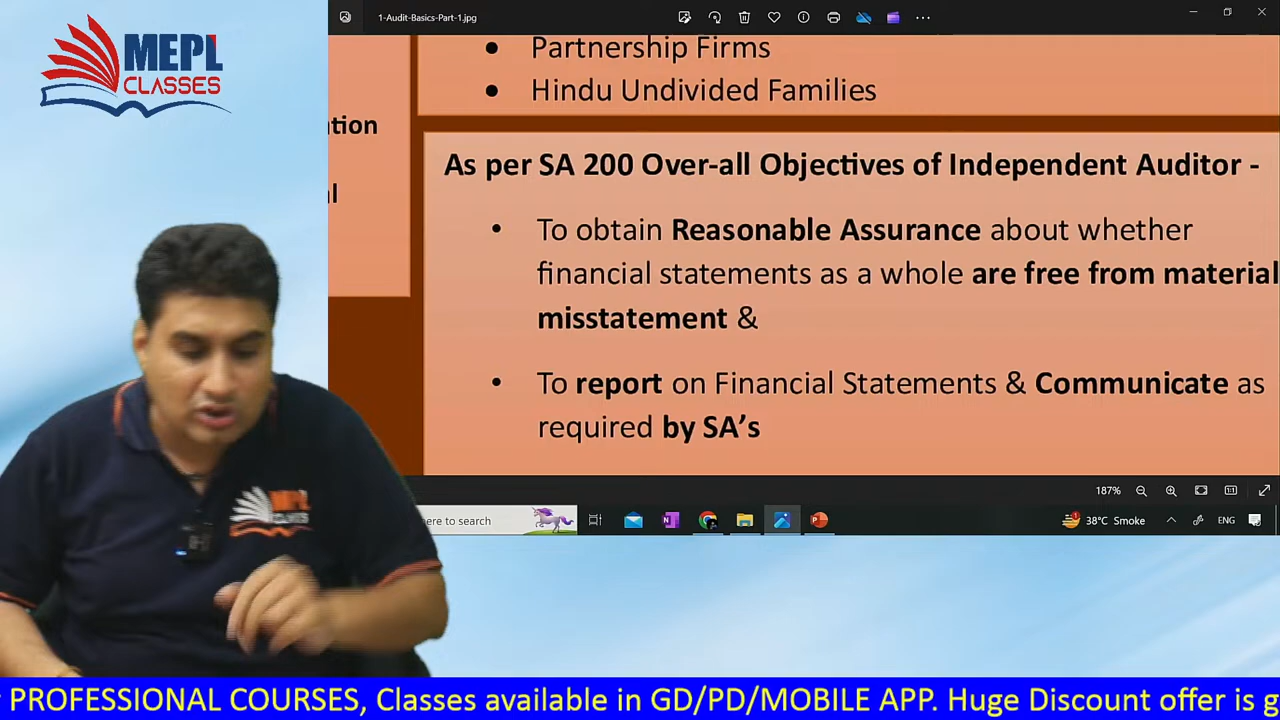 MEPL
CLASSES
1-Audit-Basics-Part-1.jpg
• Partnership Firms
• Hindu Undivided Families
As per SA 200 Over-all Objectives of Independent Auditor -
• To obtain Reasonable Assurance about whether
financial statements as a whole are free from material
misstatement &
• To report on Financial Statements & Communicate as
required by SA's
187%
1:1
ere to search
38°C Smoke
ENG
PROFESSIONAL COURSES, Classes available in GD/PD/MOBILE APP. Huge Discount offer is g